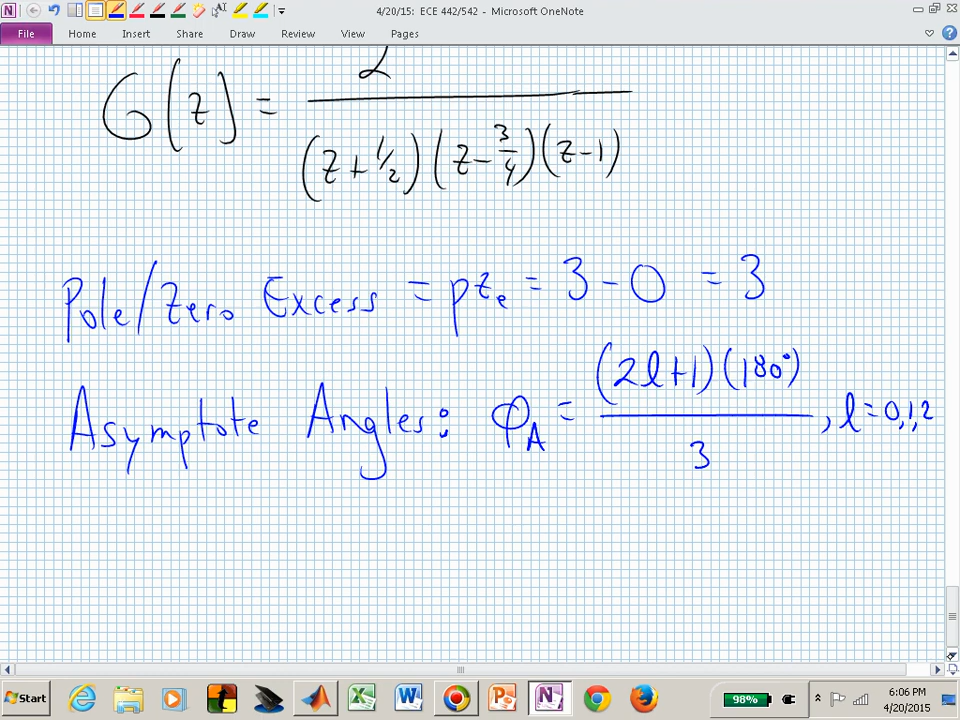 4/20/15: ECE 442/542 - Microsoft OneNote
File Home Insert Share Draw Review View Pages
G(z) =
(z+1/2)(z-3/4)(z-1)
Pole/Zero Excess = pzₑ = 3 - 0 = 3
(2l+1)(180°)
Asymptote Angles: φ_A = , l=0,1,2
3
Start
98%
6:06 PM
4/20/2015